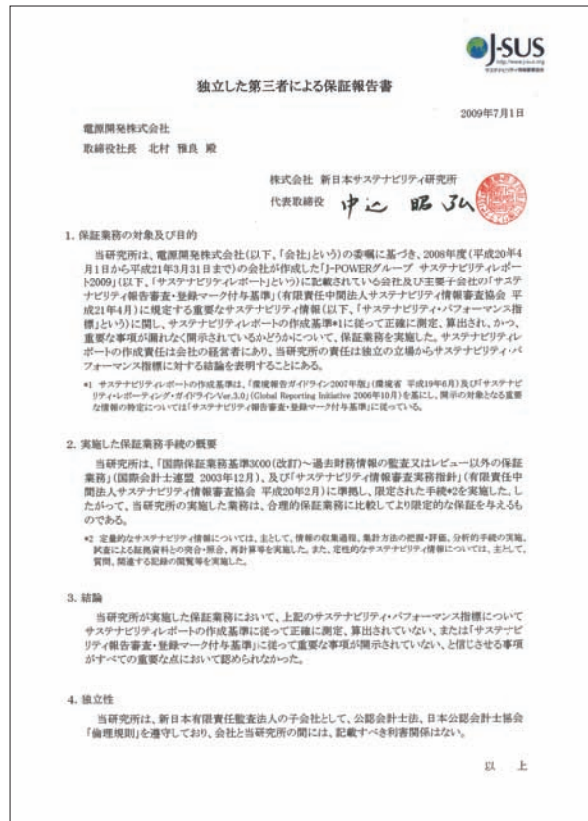 J-SUS
http://www.j-sus.org
サステナビリティ情報審査協会
独立した第三者による保証報告書
2009年7月1日
電源開発株式会社
取締役社長 北村 雅良 殿
株式会社 新日本サステナビリティ研究所
代表取締役 中込 昭弘
1. 保証業務の対象及び目的
当研究所は、電源開発株式会社(以下、「会社」という)の委嘱に基づき、2008年度(平成20年4
月1日から平成21年3月31日まで)の会社が作成した「J-POWERグループ サステナビリティレポー
ト2009」(以下、「サステナビリティレポート」という)に記載されている会社及び主要子会社の「サステ
ナビリティ報告審査・登録マーク付与基準」(有限責任中間法人サステナビリティ情報審査協会 平
成21年4月)に規定する重要なサステナビリティ情報(以下、「サステナビリティ・パフォーマンス指
標」という)に関し、サステナビリティレポートの作成基準*1に従って正確に測定、算出され、かつ、
重要な事項が漏れなく開示されているかどうかについて、保証業務を実施した。サステナビリティレ
ポートの作成責任は会社の経営者にあり、当研究所の責任は独立の立場からサステナビリティ・パ
フォーマンス指標に対する結論を表明することにある。
*1 サステナビリティレポートの作成基準は、「環境報告ガイドライン2007年版」(環境省 平成19年6月)及び「サステナビ
リティ・レポーティング・ガイドラインVer.3.0」(Global Reporting Initiative 2006年10月)を基にし、開示の対象となる重要
な情報の特定については「サステナビリティ報告審査・登録マーク付与基準」に従っている。
2. 実施した保証業務手続の概要
当研究所は、「国際保証業務基準3000(改訂)～過去財務情報の監査又はレビュー以外の保証
業務」(国際会計士連盟 2003年12月)、及び「サステナビリティ情報審査実務指針」(有限責任中
間法人サステナビリティ情報審査協会 平成20年2月)に準拠し、限定された手続*2を実施した。し
たがって、当研究所の実施した業務は、合理的保証業務に比較してより限定的な保証を与えるも
のである。
*2 定量的なサステナビリティ情報については、主として、情報の収集過程、集計方法の把握・評価、分析的手続の実施、
試査による証拠資料との突合・照合、再計算等を実施した。また、定性的なサステナビリティ情報については、主として、
質問、関連する記録の閲覧等を実施した。
3. 結論
当研究所が実施した保証業務において、上記のサステナビリティ・パフォーマンス指標について
サステナビリティレポートの作成基準に従って正確に測定、算出されていない、または「サステナビ
リティ報告審査・登録マーク付与基準」に従って重要な事項が開示されていない、と信じさせる事項
がすべての重要な点において認められなかった。
4. 独立性
当研究所は、新日本有限責任監査法人の子会社として、公認会計士法、日本公認会計士協会
「倫理規則」を遵守しており、会社と当研究所の間には、記載すべき利害関係はない。
以 上